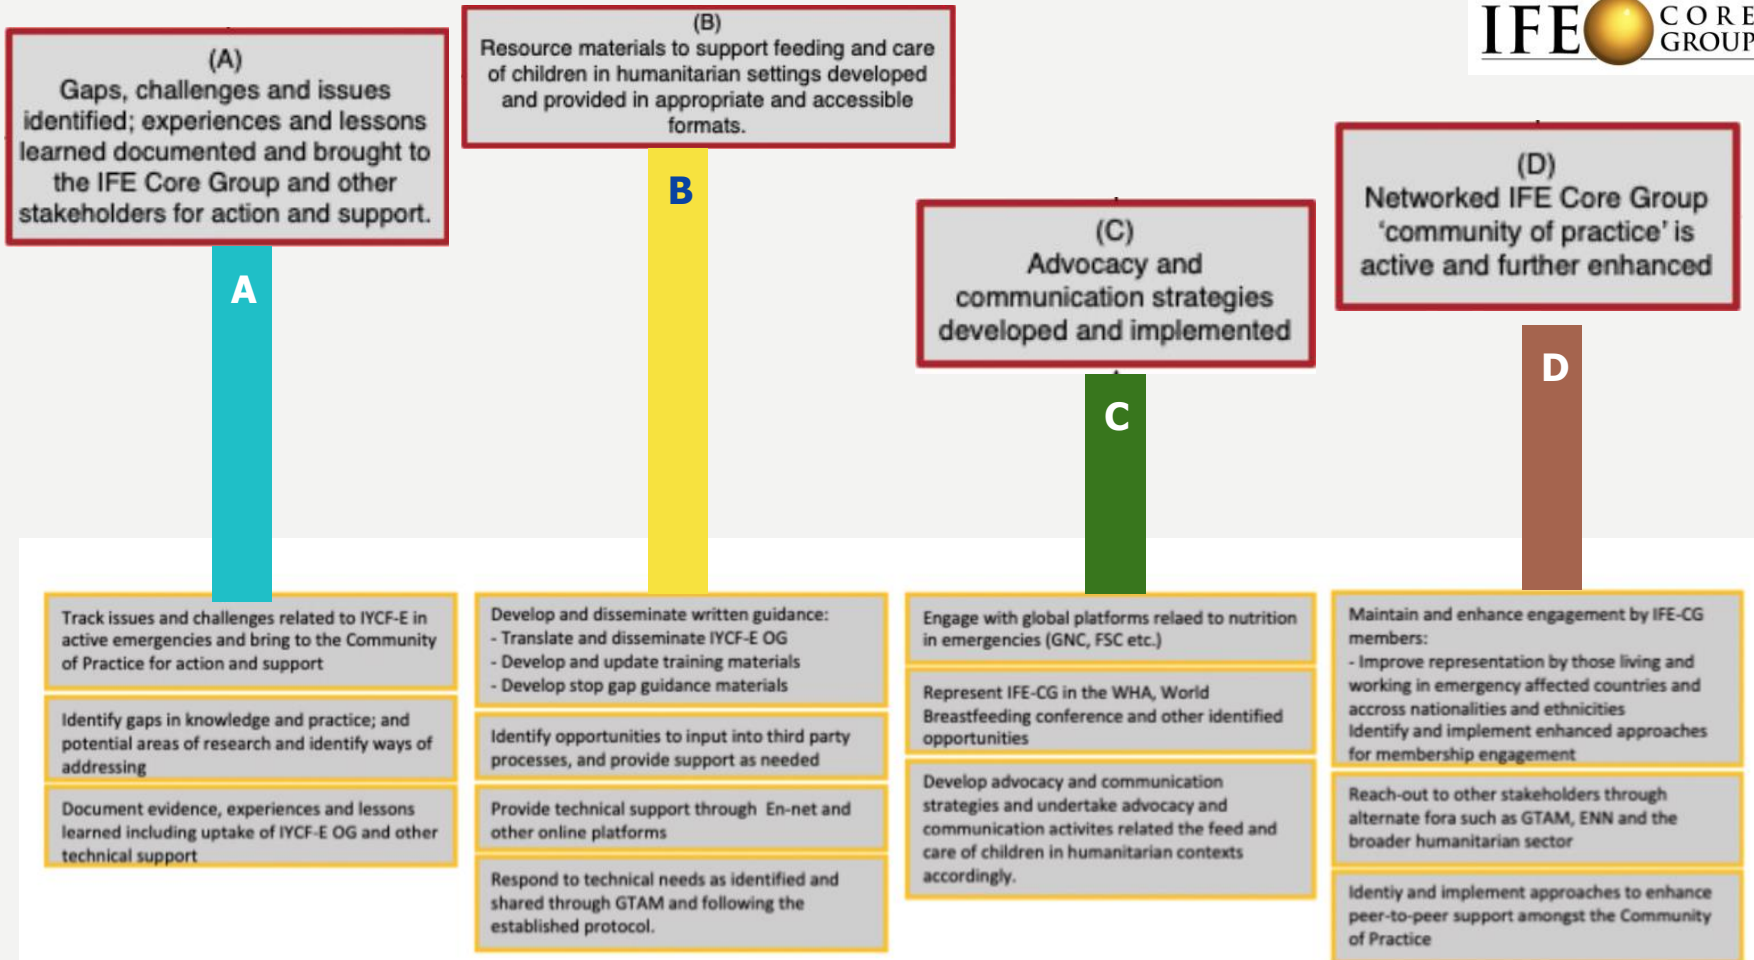 (A)
Gaps, challenges and issues
identified; experiences and lessons
learned documented and brought to
the IFE Core Group and other
stakeholders for action and support.
A
Track issues and challenges related to IYCF-E in
active emergencies and bring to the Community
of Practice for action and support
Identify gaps in knowledge and practice; and
potential areas of research and identify ways of
addressing
Document evidence, experiences and lessons
learned including uptake of IYCF-E OG and other
technical support
(B)
Resource materials to support feeding and care
of children in humanitarian settings developed
and provided in appropriate and accessible
formats.
B
Develop and disseminate written guidance:
- Translate and disseminate IYCF-E OG
- Develop and update training materials
- Develop stop gap guidance materials
Identify opportunities to input into third party
processes, and provide support as needed
Provide technical support through En-net and
other online platforms
Respond to technical needs as identified and
shared through GTAM and following the
established protocol.
(C)
Advocacy and
communication strategies
developed and implemented
C
Engage with global platforms relaed to nutrition
in emergencies (GNC, FSC etc.)
Represent IFE-CG in the WHA, World
Breastfeeding conference and other identified
opportunities
Develop advocacy and communication
strategies and undertake advocacy and
communication activites related the feed and
care of children in humanitarian contexts
accordingly.
IFE CORE
GROUP
(D)
Networked IFE Core Group
‘community of practice’ is
active and further enhanced
D
Maintain and enhance engagement by IFE-CG
members:
- Improve representation by those living and
working in emergency affected countries and
accross nationalities and ethnicities
Identify and implement enhanced approaches
for membership engagement
Reach-out to other stakeholders through
alternate fora such as GTAM, ENN and the
broader humanitarian sector
Identiy and implement approaches to enhance
peer-to-peer support amongst the Community
of Practice